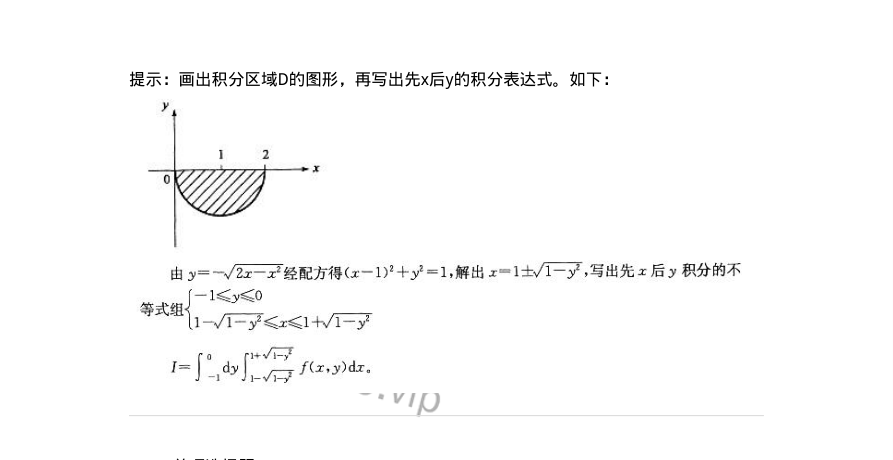 提示：画出积分区域D的图形，再写出先x后y的积分表达式。如下：
y
1 2
x
0
由 y=-√(2x-x²) 经配方得(x-1)²+y²=1,解出 x=1±√(1-y²),写出先 x 后 y 积分的不
等式组{-1≤y≤0
1-√(1-y²)≤x≤1+√(1-y²)
I=∫₋₁⁰dy∫_{1-√(1-y²)}^{1+√(1-y²)} f(x,y)dx。
.vip